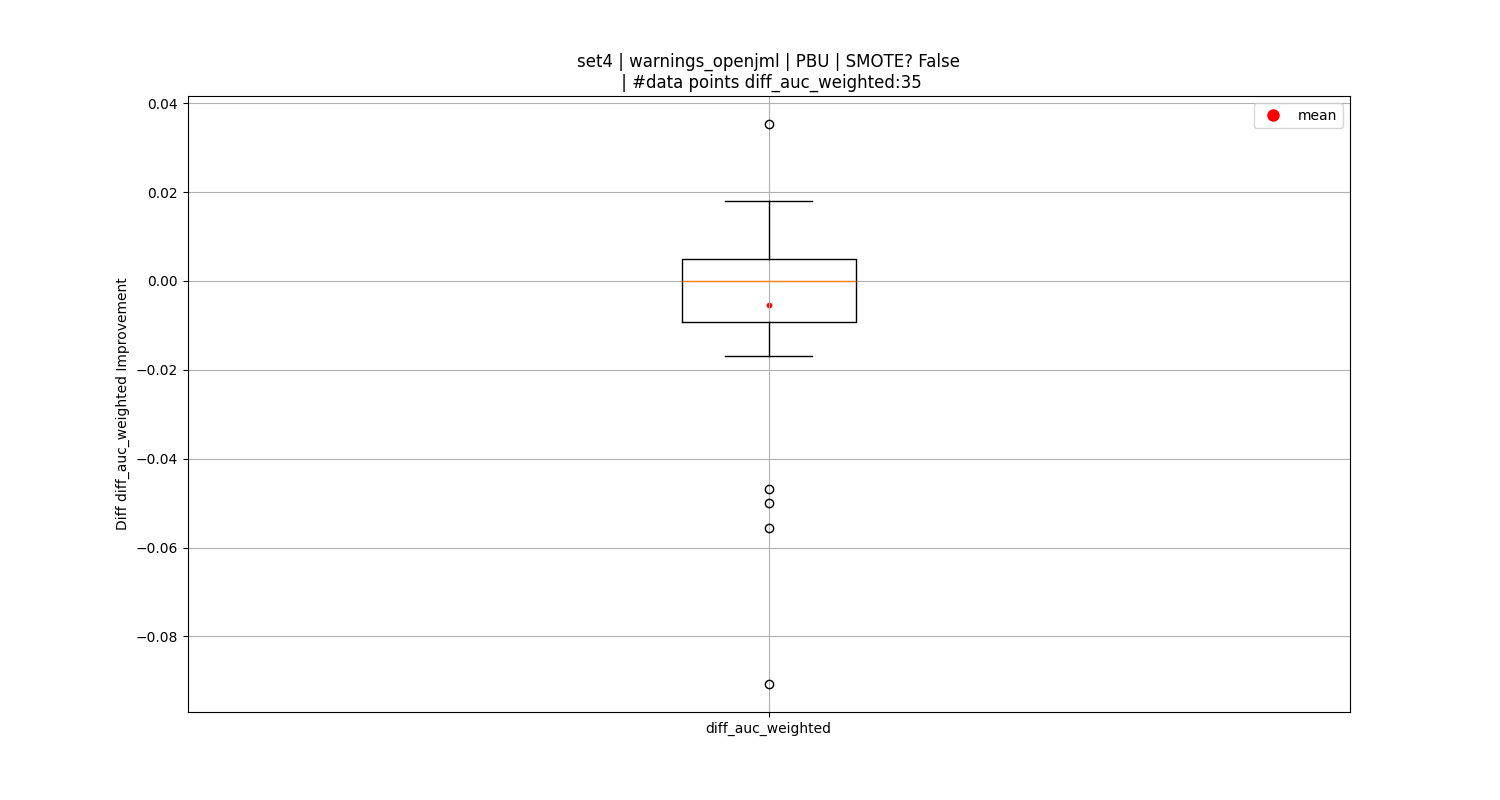 set4 | warnings_openjml | PBU | SMOTE? False
| #data points diff_auc_weighted:35
mean
0.04
0.02
0.00
−0.02
−0.04
−0.06
−0.08
Diff diff_auc_weighted Improvement
diff_auc_weighted